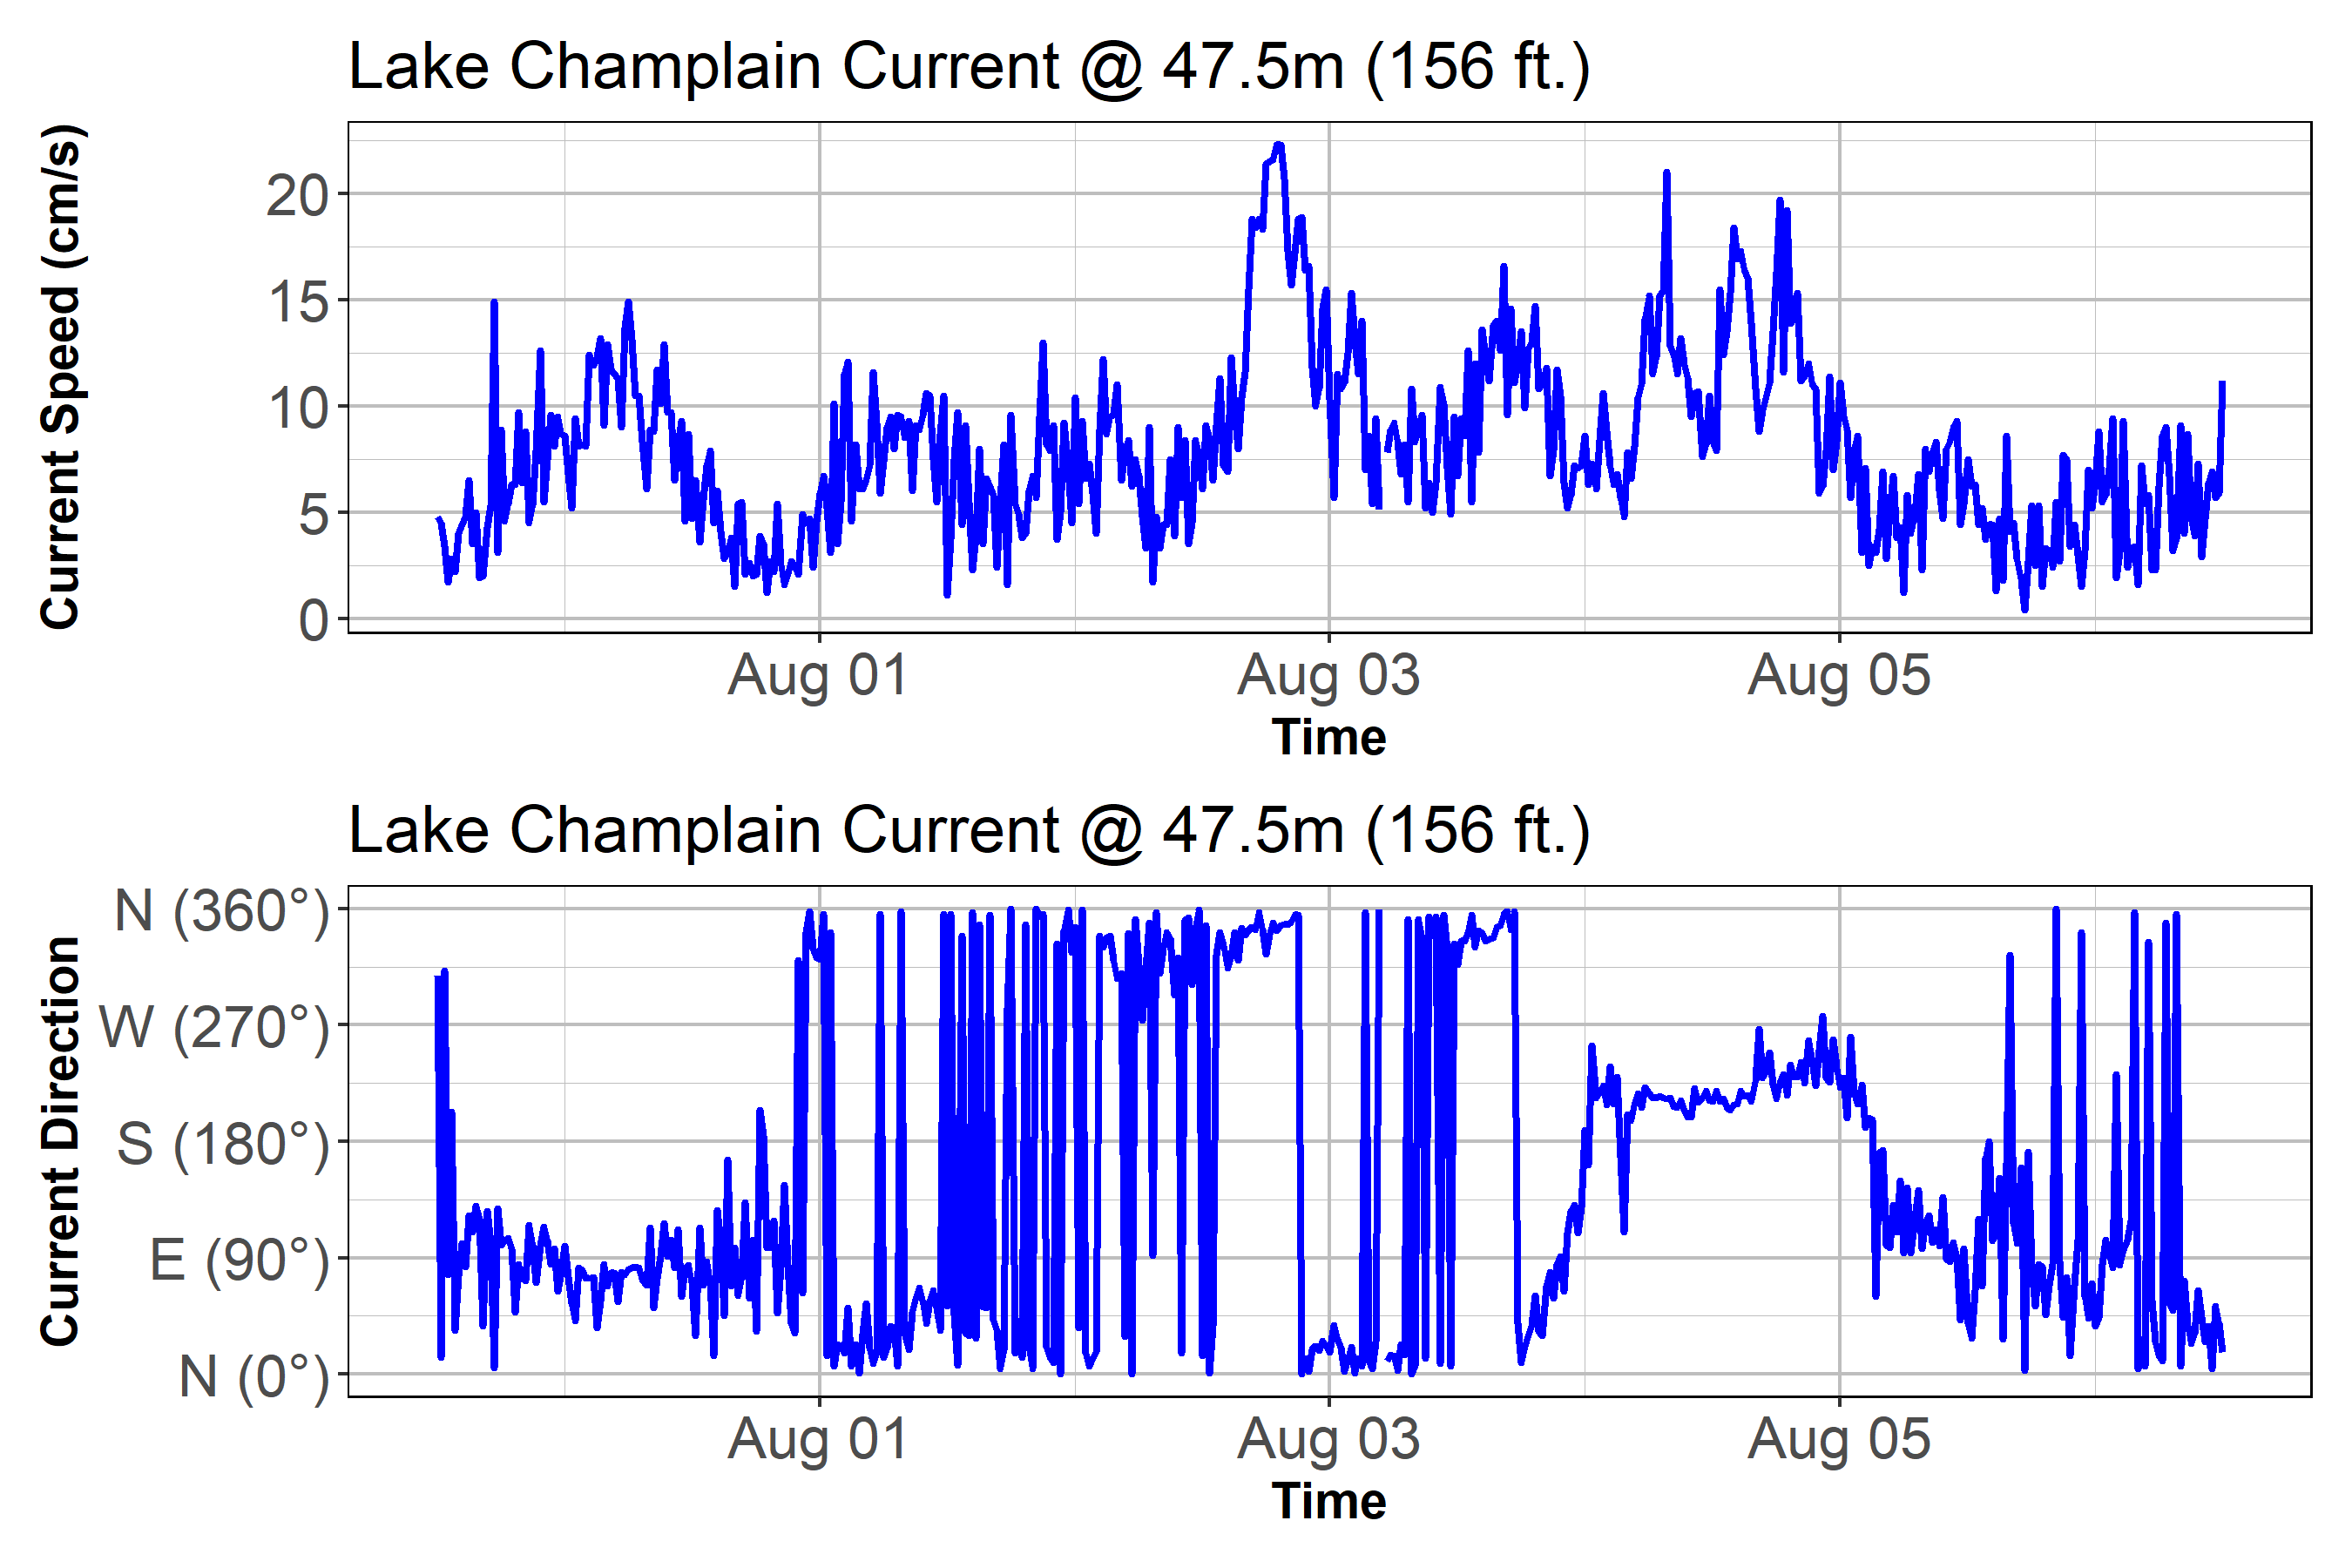 Lake Champlain Current @ 47.5m (156 ft.)
Current Speed (cm/s)
20
15
10
5
0
Aug 01 Aug 03 Aug 05
Time
Lake Champlain Current @ 47.5m (156 ft.)
Current Direction
N (360°)
W (270°)
S (180°)
E (90°)
N (0°)
Aug 01 Aug 03 Aug 05
Time